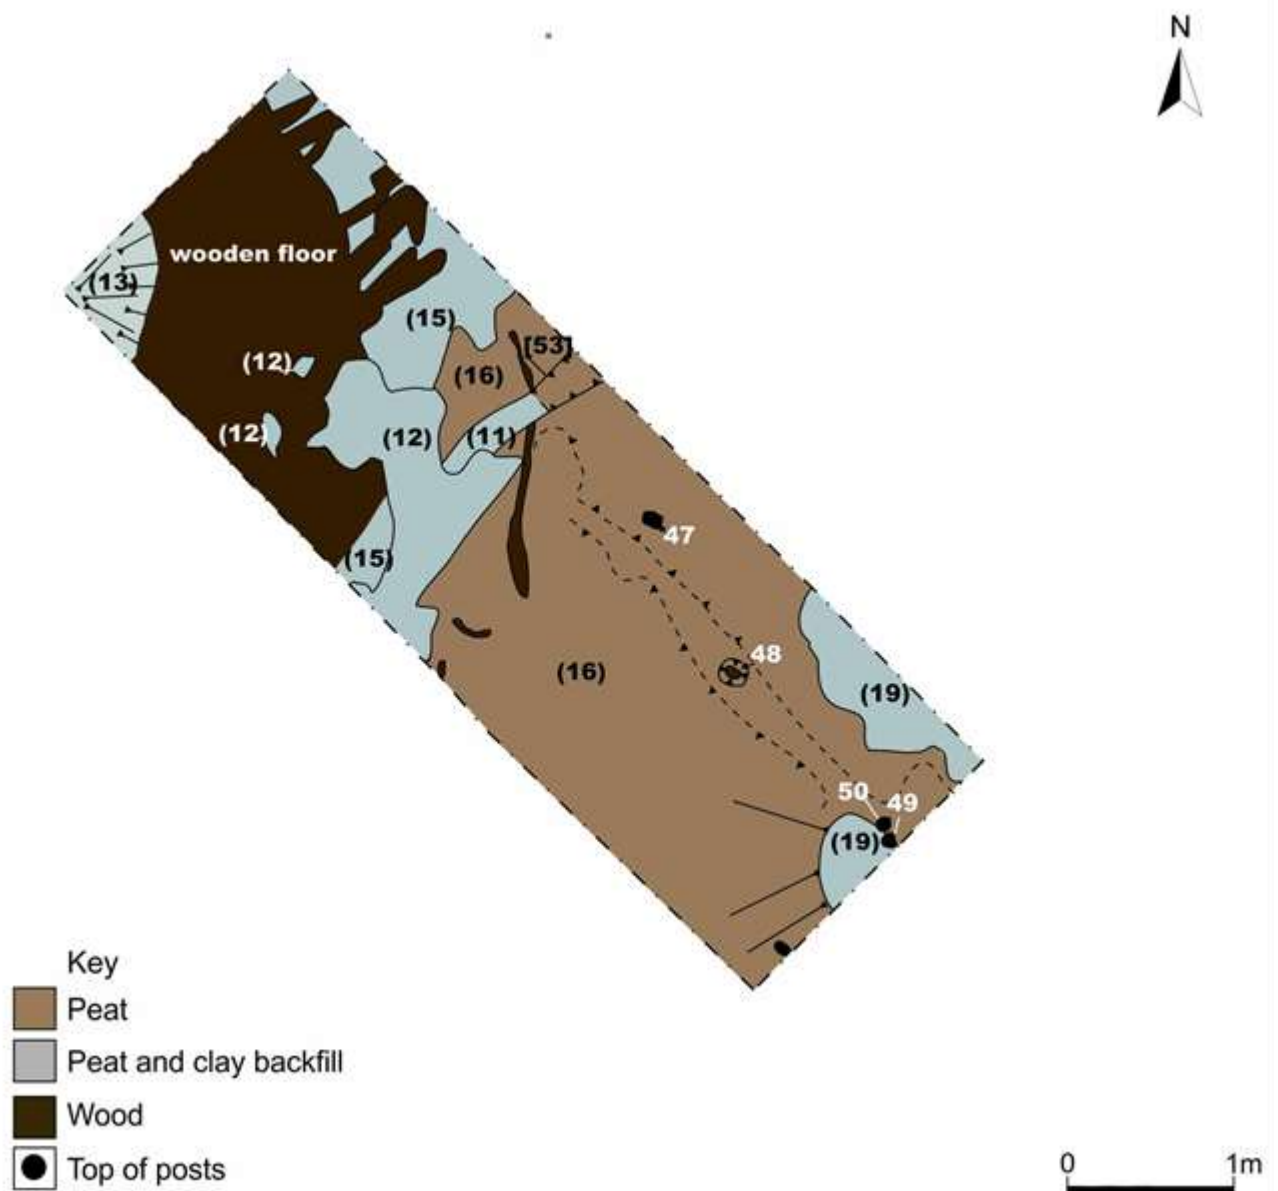 N
wooden floor
(13)
(15)
[53]
(12)
(16)
(12)
(12)
(11)
47
(15)
48
(16)
(19)
50
49
(19)
Key
Peat
Peat and clay backfill
Wood
Top of posts
0
1m